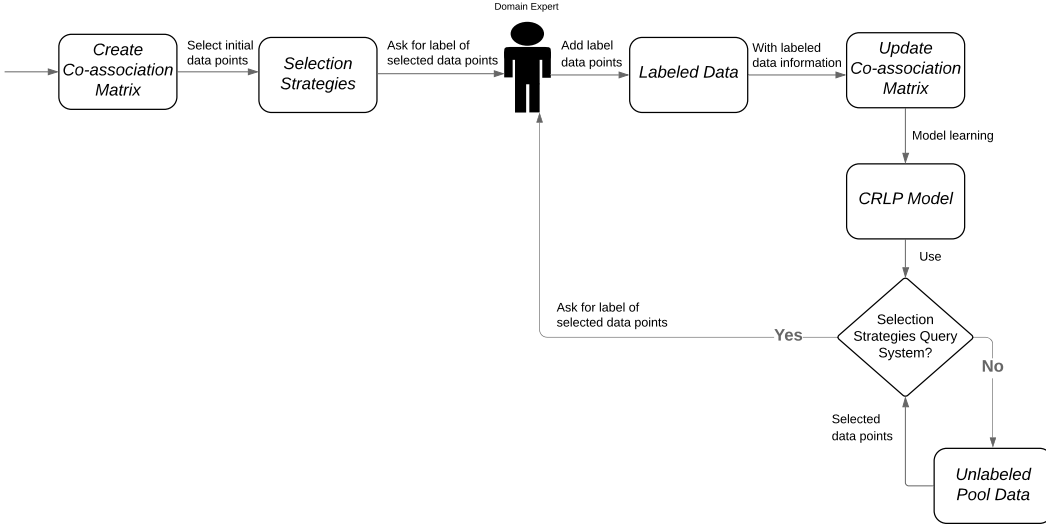 Domain Expert
Create
Co-association
Matrix
Select initial
data points
Selection
Strategies
Ask for label of
selected data points
Add label
data points
Labeled Data
With labeled
data information
Update
Co-association
Matrix
Model learning
CRLP Model
Use
Selection
Strategies Query
System?
Yes
Ask for label of
selected data points
No
Selected
data points
Unlabeled
Pool Data